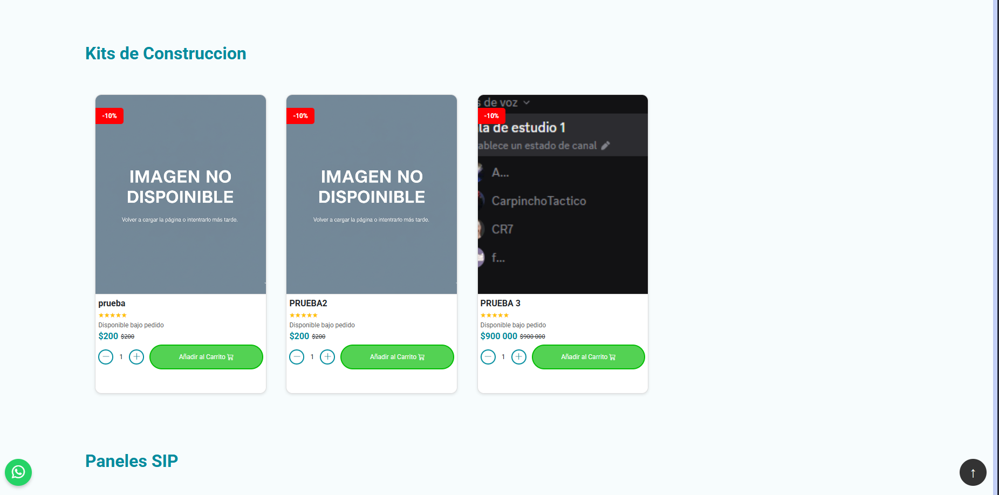 Kits de Construccion
-10%
IMAGEN NO
DISPOINIBLE
Volver a cargar la página o intentrarlo más tarde.
prueba
★★★★★
Disponible bajo pedido
$200 $200
− 1 + Añadir al Carrito
-10%
IMAGEN NO
DISPOINIBLE
Volver a cargar la página o intentrarlo más tarde.
PRUEBA2
★★★★★
Disponible bajo pedido
$200 $200
− 1 + Añadir al Carrito
s de voz
-10%
la de estudio 1
ablece un estado de canal
A...
CarpinchoTactico
CR7
f...
PRUEBA 3
★★★★★
Disponible bajo pedido
$900 000 $900 000
− 1 + Añadir al Carrito
Paneles SIP
↑